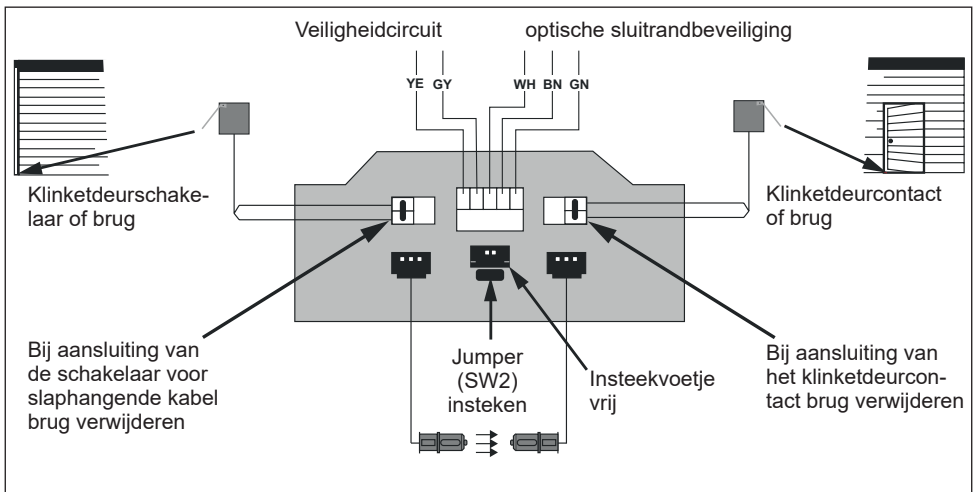 Veiligheidcircuit
optische sluitrandbeveiliging
YE GY
WH BN GN
Klinketdeurschake-
laar of brug
Klinketdeurcontact
of brug
Bij aansluiting van
de schakelaar voor
slaphangende kabel
brug verwijderen
Jumper
(SW2)
insteken
Insteekvoetje
vrij
Bij aansluiting van
het klinketdeurcon-
tact brug verwijderen